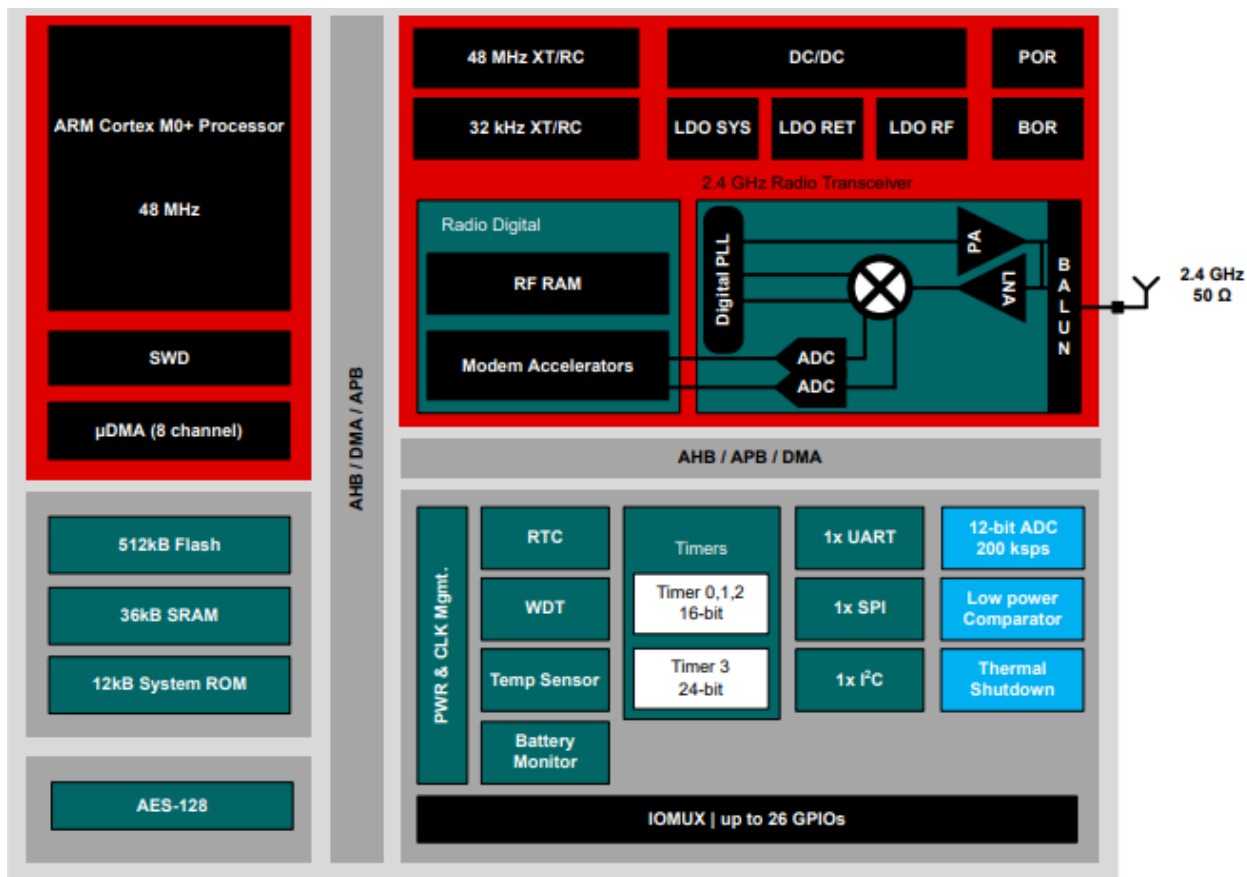 ARM Cortex M0+ Processor
48 MHz
SWD
µDMA (8 channel)
512kB Flash
36kB SRAM
12kB System ROM
AES-128
AHB / DMA / APB
48 MHz XT/RC
DC/DC
POR
32 kHz XT/RC
LDO SYS
LDO RET
LDO RF
BOR
2.4 GHz Radio Transceiver
Radio Digital
RF RAM
Modem Accelerators
Digital PLL
PA
LNA
ADC
ADC
BALUN
2.4 GHz
50 Ω
AHB / APB / DMA
PWR & CLK Mgmt.
RTC
WDT
Temp Sensor
Battery
Monitor
Timers
Timer 0,1,2
16-bit
Timer 3
24-bit
1x UART
1x SPI
1x I²C
12-bit ADC
200 ksps
Low power
Comparator
Thermal
Shutdown
IOMUX | up to 26 GPIOs